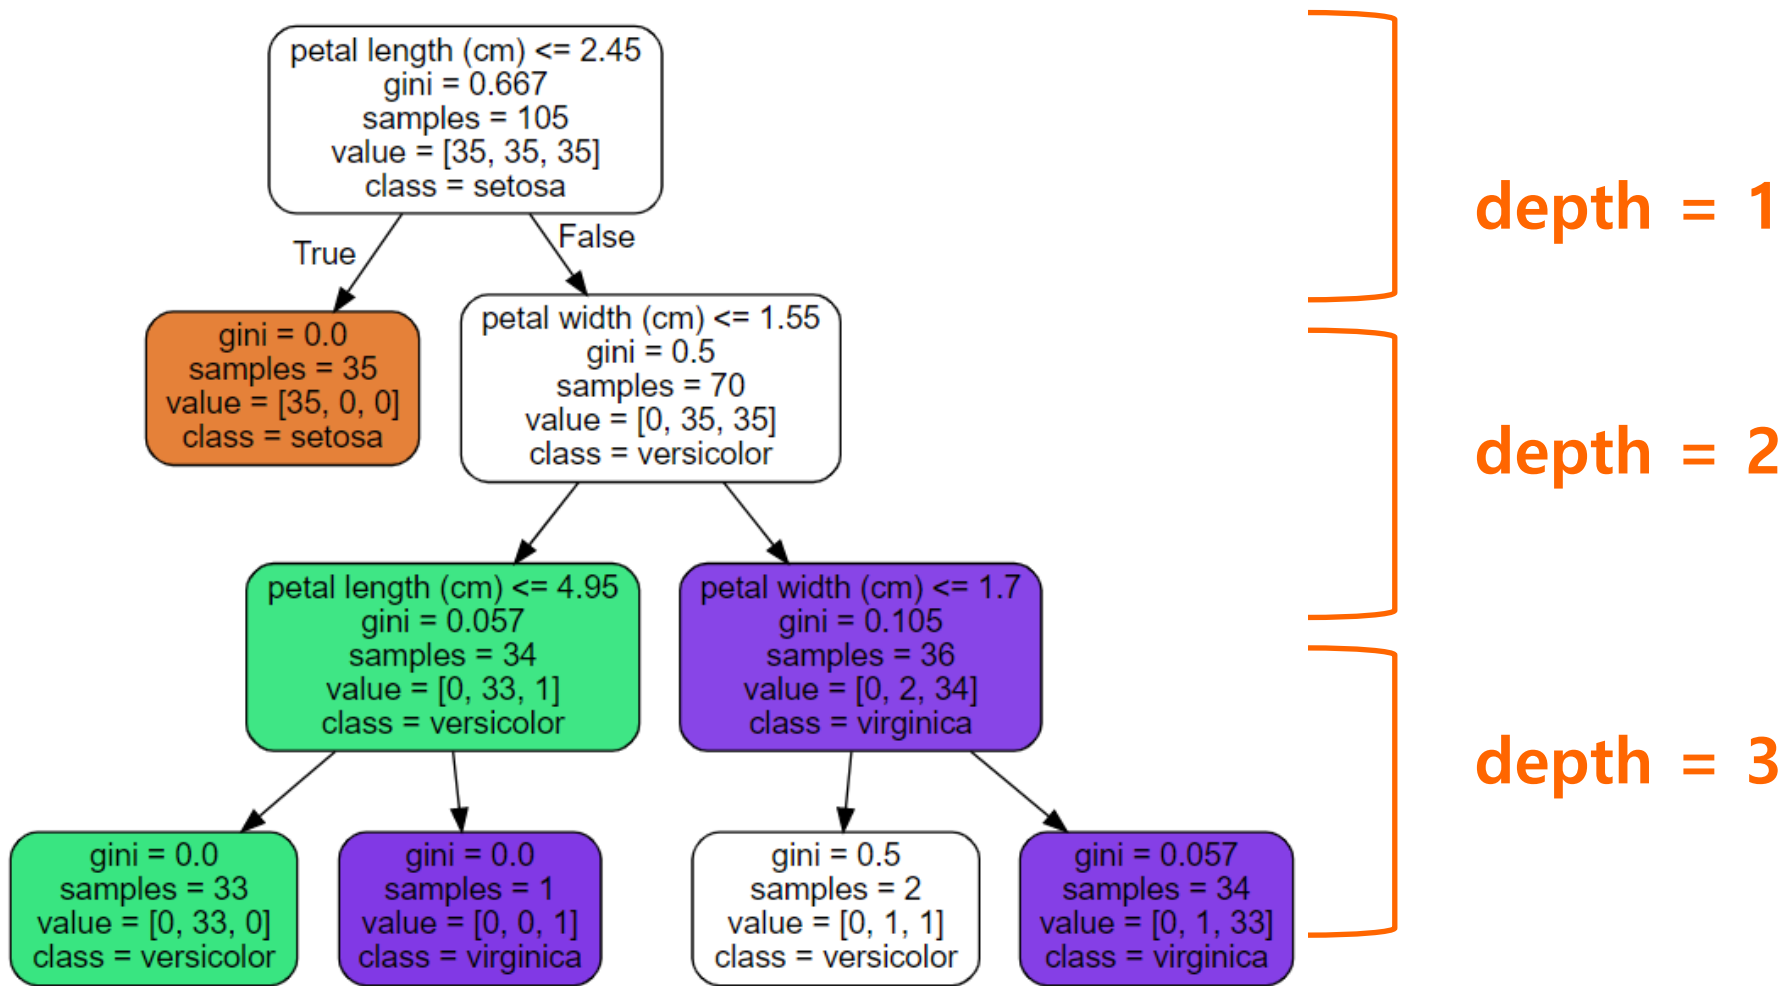 petal length (cm) <= 2.45
gini = 0.667
samples = 105
value = [35, 35, 35]
class = setosa
True
False
depth = 1
gini = 0.0
samples = 35
value = [35, 0, 0]
class = setosa
petal width (cm) <= 1.55
gini = 0.5
samples = 70
value = [0, 35, 35]
class = versicolor
depth = 2
petal length (cm) <= 4.95
gini = 0.057
samples = 34
value = [0, 33, 1]
class = versicolor
petal width (cm) <= 1.7
gini = 0.105
samples = 36
value = [0, 2, 34]
class = virginica
depth = 3
gini = 0.0
samples = 33
value = [0, 33, 0]
class = versicolor
gini = 0.0
samples = 1
value = [0, 0, 1]
class = virginica
gini = 0.5
samples = 2
value = [0, 1, 1]
class = versicolor
gini = 0.057
samples = 34
value = [0, 1, 33]
class = virginica